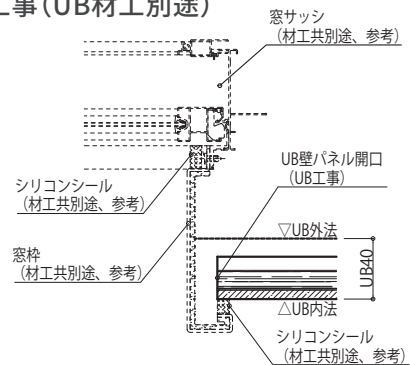 工事(UB材工別途)
窓サッシ
(材工共別途、参考)
UB壁パネル開口
(UB工事)
シリコンシール
(材工共別途、参考)
▽UB外法
窓枠
(材工共別途、参考)
UB40
△UB内法
シリコンシール
(材工共別途、参考)